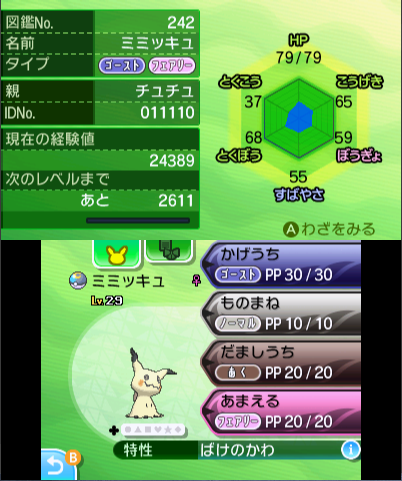 図鑑No. 242
名前 ミミッキュ
タイプ ゴースト フェアリー
親 チュチュ
IDNo. 011110
現在の経験値
24389
次のレベルまで
あと 2611
HP
79/79
とくこう
37
こうげき
65
68
とくぼう
59
ぼうぎょ
55
すばやさ
Ⓐわざをみる
ミミッキュ ♀
Lv.29
かげうち
ゴースト PP 30/30
ものまね
ノーマル PP 10/10
だましうち
あく PP 20/20
あまえる
フェアリー PP 20/20
特性 ばけのかわ
B